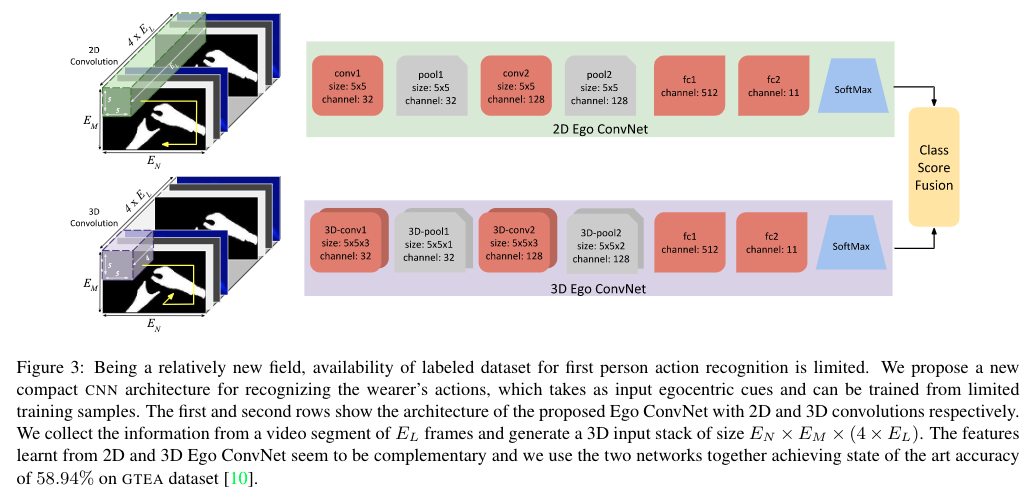 2D
Convolution
4 × E_L
E_L
5
5
E_M
E_N
conv1
size: 5x5
channel: 32
pool1
size: 5x5
channel: 32
conv2
size: 5x5
channel: 128
pool2
size: 5x5
channel: 128
fc1
channel: 512
fc2
channel: 11
SoftMax
2D Ego ConvNet
Class
Score
Fusion
3D
Convolution
4 × E_L
4
5
5
E_M
E_N
3D-conv1
size: 5x5x3
channel: 32
3D-pool1
size: 5x5x1
channel: 32
3D-conv2
size: 5x5x3
channel: 128
3D-pool2
size: 5x5x2
channel: 128
fc1
channel: 512
fc2
channel: 11
SoftMax
3D Ego ConvNet
Figure 3: Being a relatively new field, availability of labeled dataset for first person action recognition is limited. We propose a new
compact CNN architecture for recognizing the wearer's actions, which takes as input egocentric cues and can be trained from limited
training samples. The first and second rows show the architecture of the proposed Ego ConvNet with 2D and 3D convolutions respectively.
We collect the information from a video segment of E_L frames and generate a 3D input stack of size E_N × E_M × (4 × E_L). The features
learnt from 2D and 3D Ego ConvNet seem to be complementary and we use the two networks together achieving state of the art accuracy
of 58.94% on GTEA dataset [10].